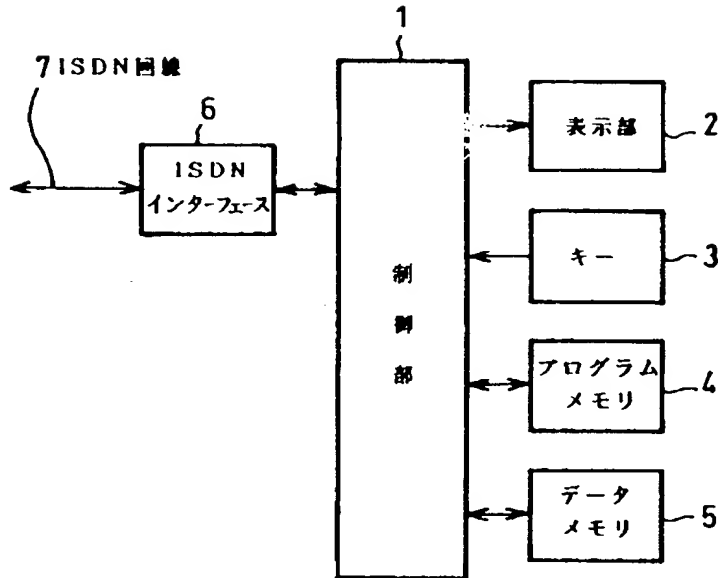 1
7 ISDN回線
6
ISDN
インターフェース
制
御
部
表示部
2
キー
3
プログラム
メモリ
4
データ
メモリ
5